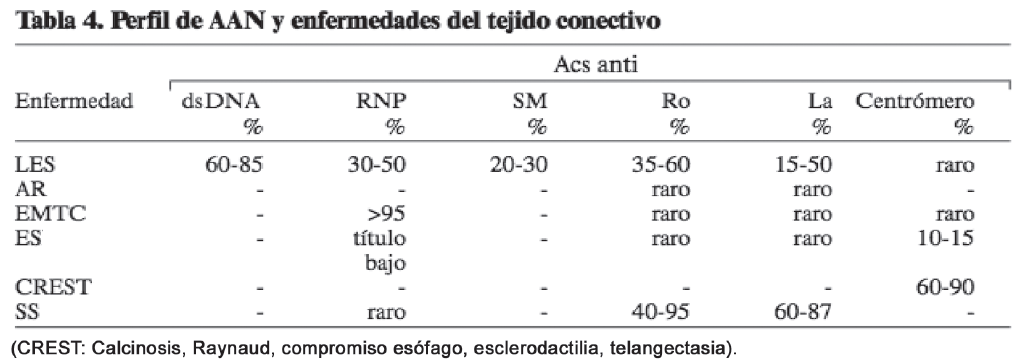 Tabla 4. Perfil de AAN y enfermedades del tejido conectivo
Acs anti
Enfermedad dsDNA RNP SM Ro La Centrómero
% % % % % %
LES 60-85 30-50 20-30 35-60 15-50 raro
AR - - - raro raro -
EMTC - >95 - raro raro raro
ES - título - raro raro 10-15
bajo
CREST - - - - - 60-90
SS - raro - 40-95 60-87 -
(CREST: Calcinosis, Raynaud, compromiso esófago, esclerodactilia, telangectasia).